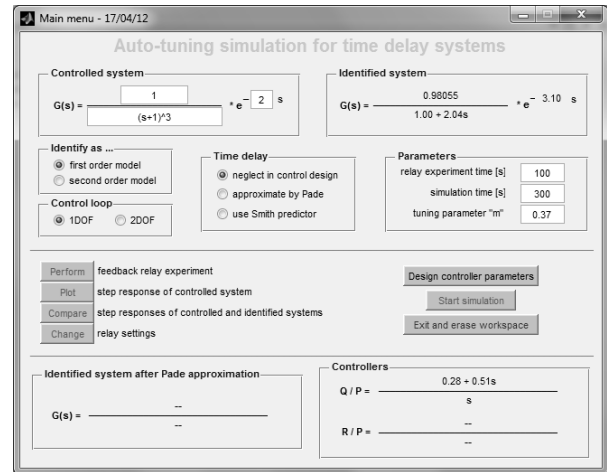 Main menu - 17/04/12
Auto-tuning simulation for time delay systems
Controlled system
G(s) =
1
(s+1)^3
* e^- 2 s
Identified system
G(s) =
0.98055
1.00 + 2.04s
* e^- 3.10 s
Identify as ...
first order model
second order model
Control loop
1DOF 2DOF
Time delay
neglect in control design
approximate by Pade
use Smith predictor
Parameters
relay experiment time [s] 100
simulation time [s] 300
tuning parameter "m" 0.37
Perform feedback relay experiment
Plot step response of controlled system
Compare step responses of controlled and identified systems
Change relay settings
Design controller parameters
Start simulation
Exit and erase workspace
Identified system after Pade approximation
G(s) =
--
--
Controllers
Q / P =
0.28 + 0.51s
s
R / P =
--
--